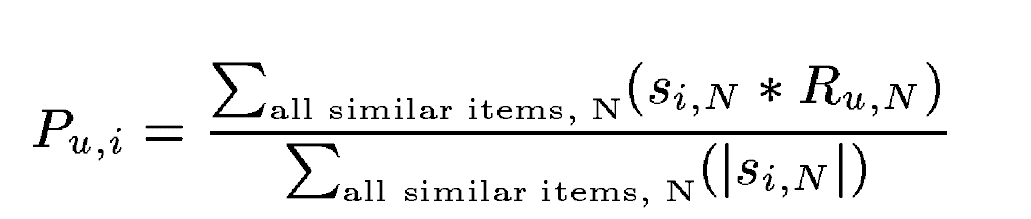 P_{u,i} = \frac{\sum_{\text{all similar items, N}}(s_{i,N} * R_{u,N})}{\sum_{\text{all similar items, N}}(|s_{i,N}|)}